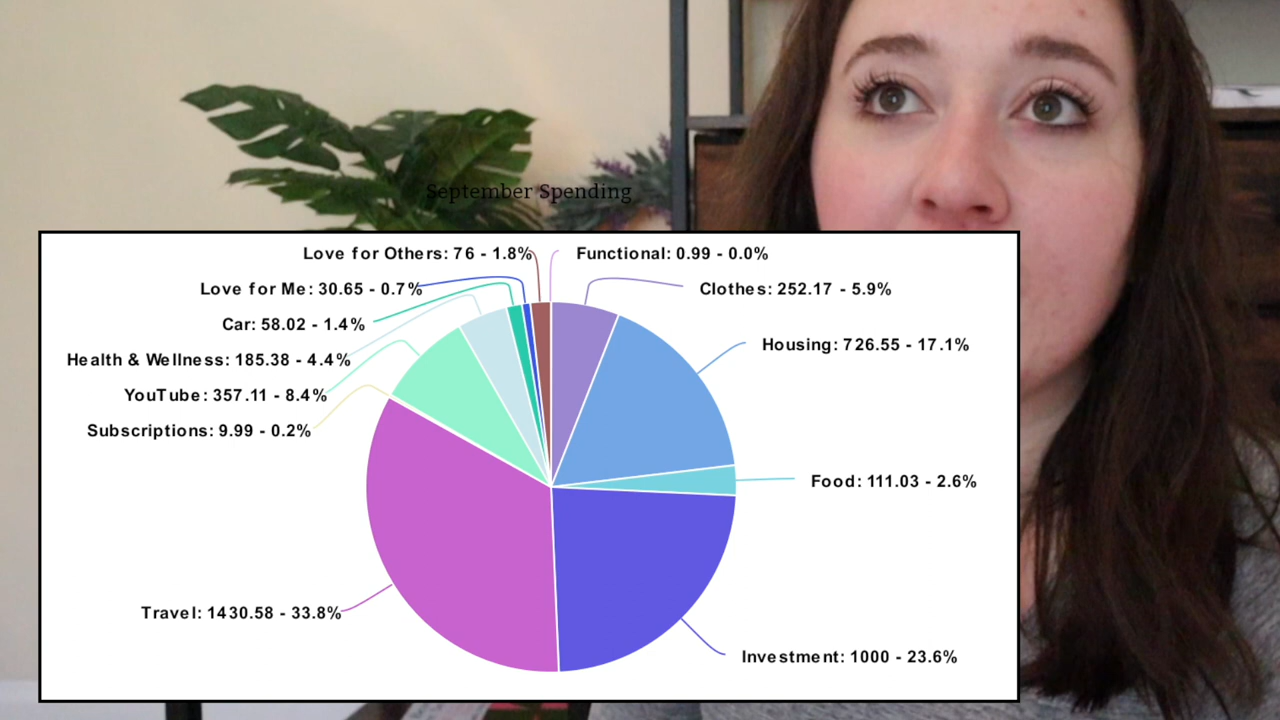 September Spending
Love for Others: 76 - 1.8%
Functional: 0.99 - 0.0%
Love for Me: 30.65 - 0.7%
Clothes: 252.17 - 5.9%
Car: 58.02 - 1.4%
Housing: 726.55 - 17.1%
Health & Wellness: 185.38 - 4.4%
YouTube: 357.11 - 8.4%
Subscriptions: 9.99 - 0.2%
Food: 111.03 - 2.6%
Travel: 1430.58 - 33.8%
Investment: 1000 - 23.6%